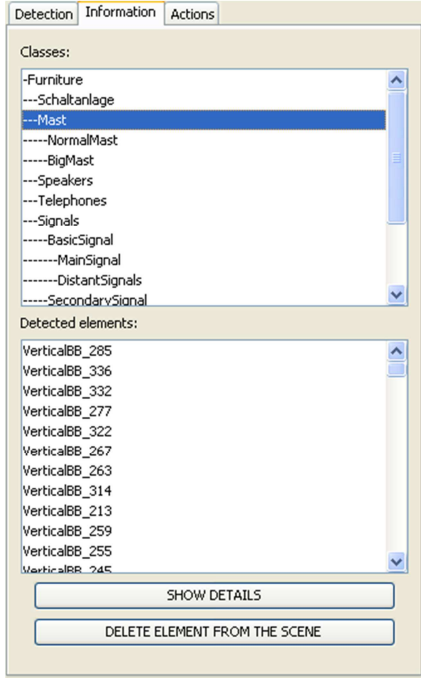 Detection Information Actions
Classes:
-Furniture
---Schaltanlage
---Mast
-----NormalMast
-----BigMast
---Speakers
---Telephones
---Signals
-----BasicSignal
-------MainSignal
-------DistantSignals
-----SecondarySignal
Detected elements:
VerticalBB_285
VerticalBB_336
VerticalBB_332
VerticalBB_277
VerticalBB_322
VerticalBB_267
VerticalBB_263
VerticalBB_314
VerticalBB_213
VerticalBB_259
VerticalBB_255
VerticalBB_245
SHOW DETAILS
DELETE ELEMENT FROM THE SCENE